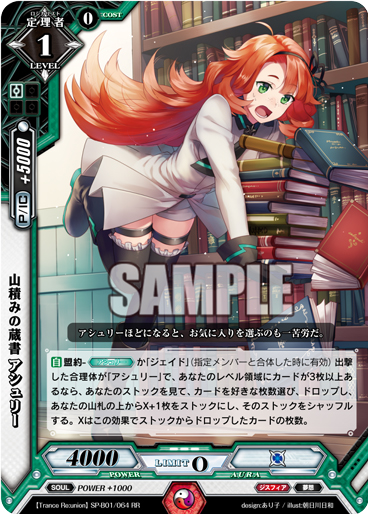 ロジカリスト
定理者
0
COST
1
LEVEL
P/C +5000
山積みの蔵書 アシュリー
SAMPLE
アシュリーほどになると、お気に入りを選ぶのも一苦労だ。
自 盟約-か「ジェイド」(指定メンバーと合体した時に有効) 出撃
した合理体が「アシュリー」で、あなたのレベル領域にカードが3枚以上あ
るなら、あなたのストックを見て、カードを好きな枚数選び、ドロップし、
あなたの山札の上からX+1枚をストックにし、そのストックをシャッフル
する。Xはこの効果でストックからドロップしたカードの枚数。
4000
POWER
LIMIT 0
AURA
SOUL POWER +1000
ジスフィア
夢想
【Trance Re:union】 SP-B01/064 RR
design:あり子 / illust:朝日川日和